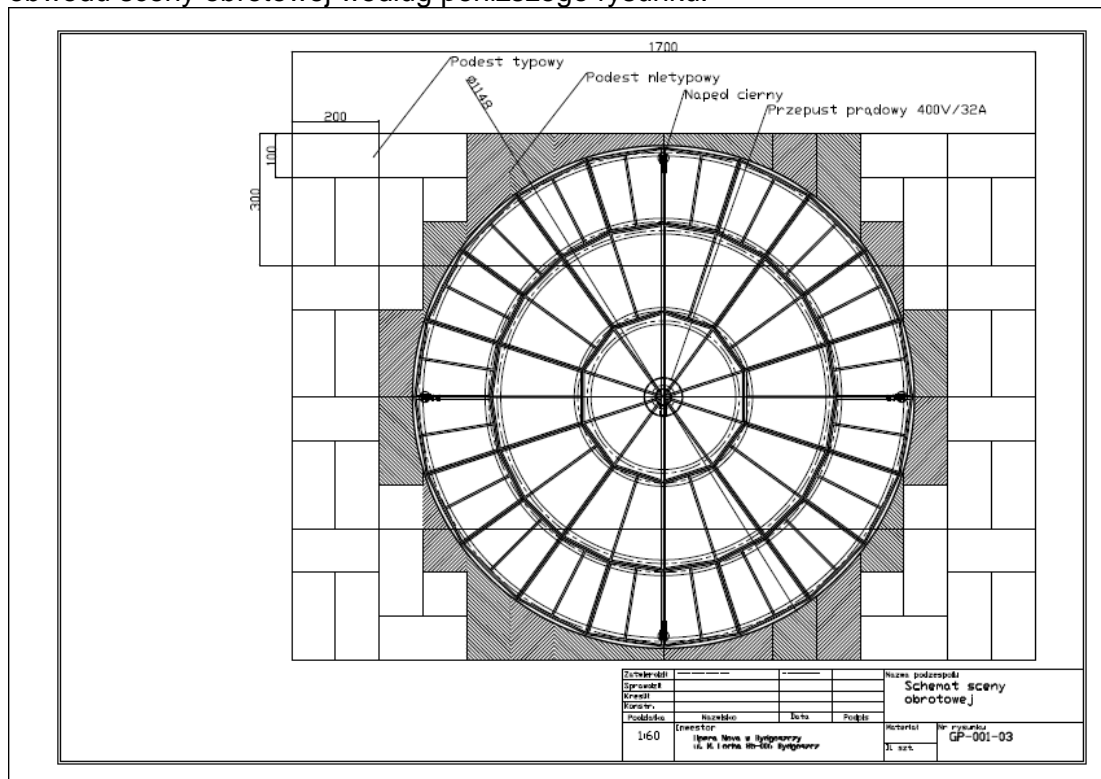 obwodu sceny obrotowej według poniższego rysunku.
1700
Podest typowy
Podest nietypowy
Ø1148
Napęd cierny
Przepust prądowy 400V/32A
200
100
300
Zatwierdził
Sprawdził
Kreślił
Konstr.
Podziałka Nazwisko Data Podpis
1:60
Inwestor
Opera Nova w Bydgoszczy
Nazwa podzespołu
Schemat sceny
obrotowej
Materiał
Nr rysunku
GP-001-03
Il. szt.